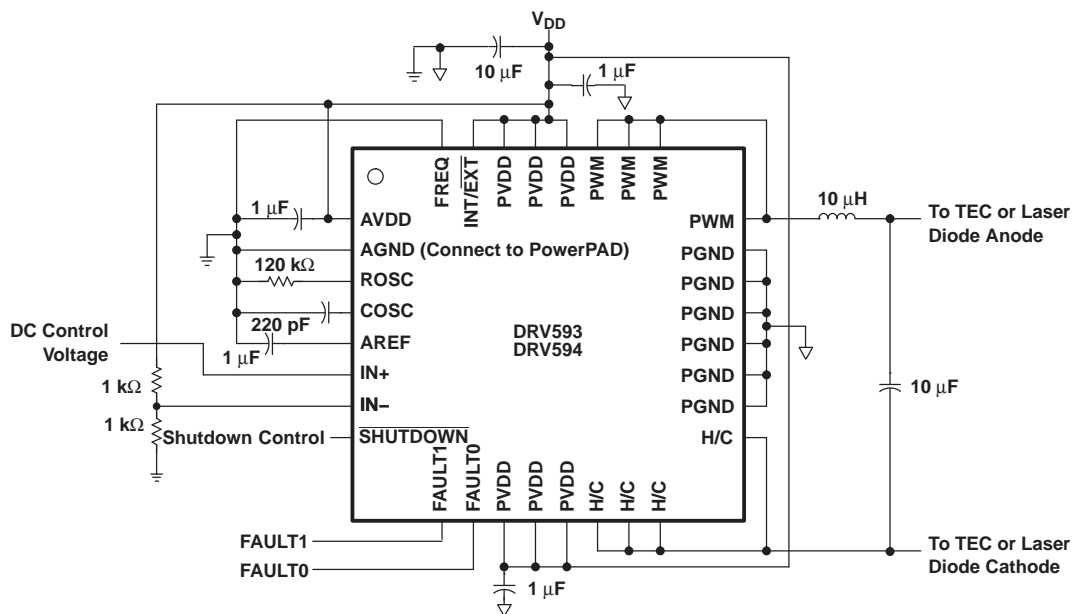 VDD
10 μF
1 μF
FREQ
INT/EXT
PVDD
PVDD
PVDD
PWM
PWM
PWM
1 μF
AVDD
PWM
10 μH
To TEC or Laser
Diode Anode
AGND (Connect to PowerPAD)
PGND
120 kΩ
ROSC
PGND
COSC
PGND
220 pF
DC Control
Voltage
DRV593
DRV594
1 μF
AREF
PGND
IN+
PGND
1 kΩ
10 μF
IN–
PGND
1 kΩ
Shutdown Control
SHUTDOWN
H/C
FAULT1
FAULT0
PVDD
PVDD
PVDD
H/C
H/C
H/C
FAULT1
FAULT0
1 μF
To TEC or Laser
Diode Cathode